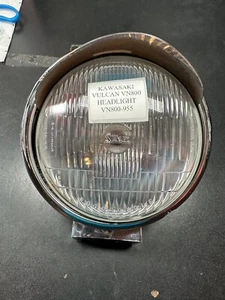 KAWASAKI
VULCAN VN800
HEADLIGHT
VN800-955